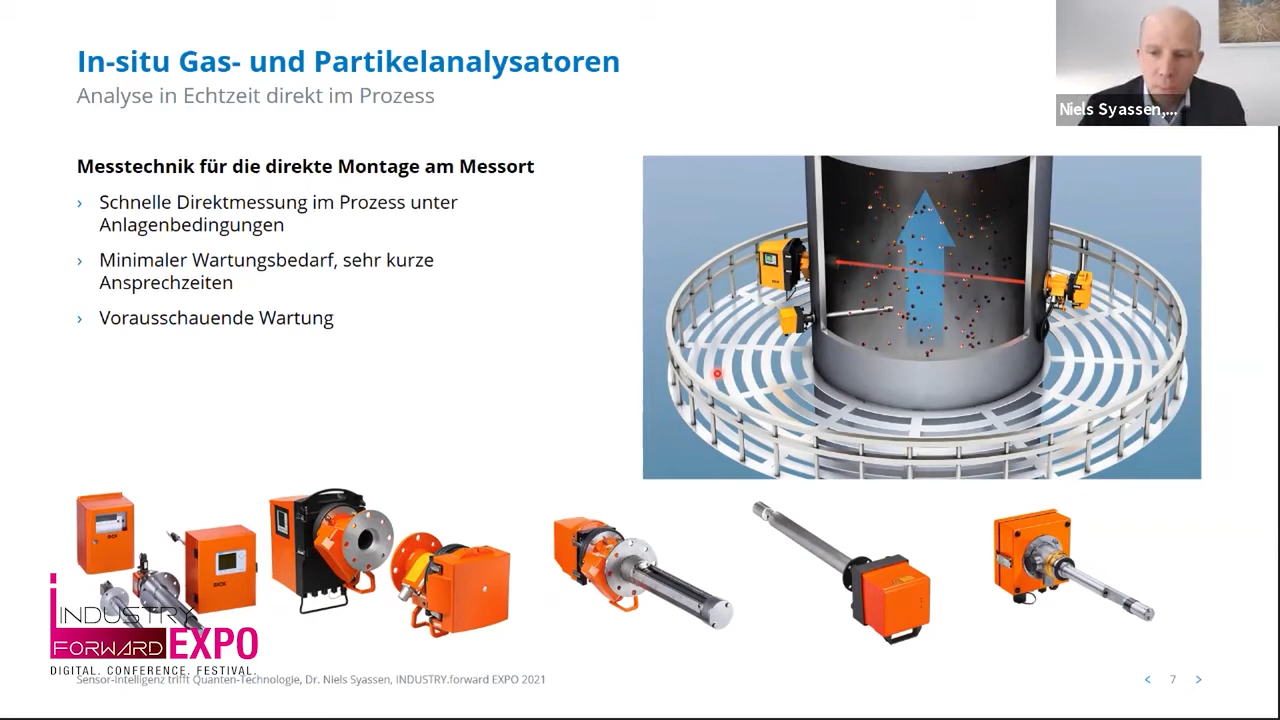 In-situ Gas- und Partikelanalysatoren
Analyse in Echtzeit direkt im Prozess
Niels Syassen,...
Messtechnik für die direkte Montage am Messort
› Schnelle Direktmessung im Prozess unter
Anlagenbedingungen
› Minimaler Wartungsbedarf, sehr kurze
Ansprechzeiten
› Vorausschauende Wartung
SICK
SICK
INDUSTRY
FORWARD EXPO
DIGITAL. CONFERENCE. FESTIVAL.
Sensor-Intelligenz trifft Quanten-Technologie, Dr. Niels Syassen, INDUSTRY.forward EXPO 2021
< 7 >